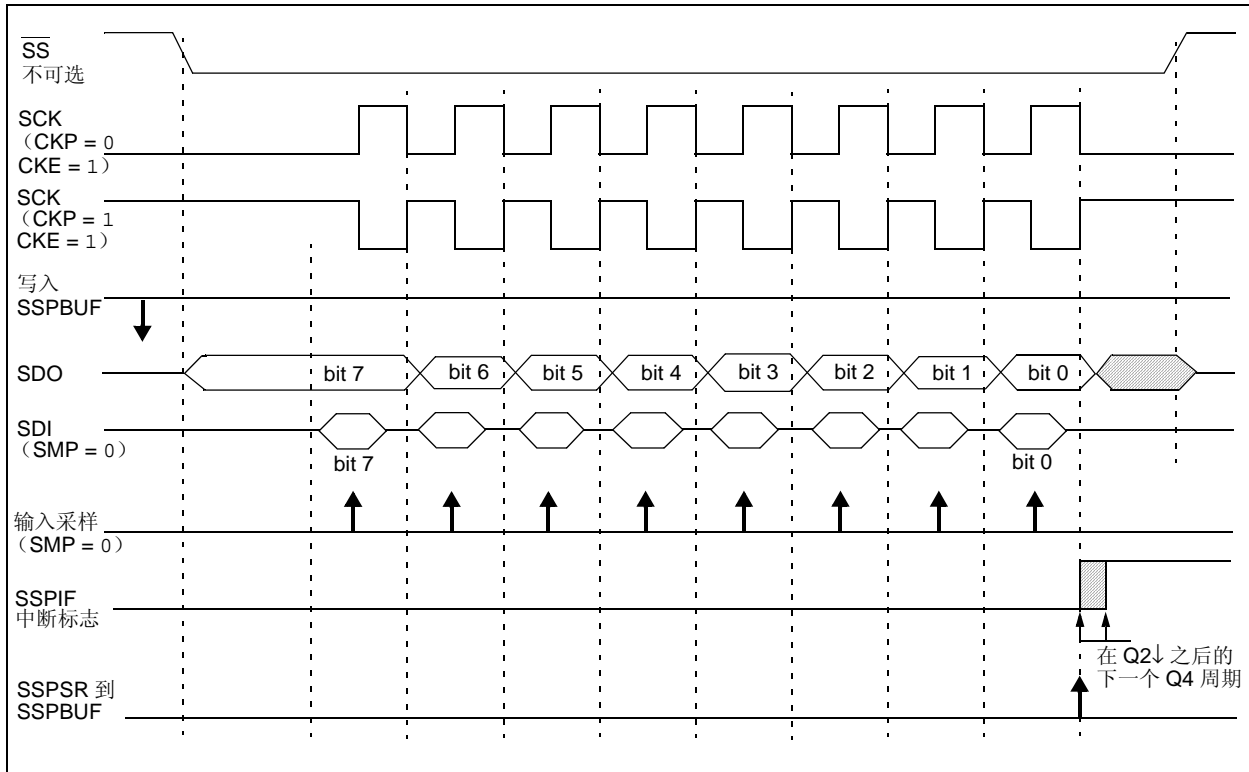 SS
不可选
SCK
（CKP = 0
CKE = 1）
SCK
（CKP = 1
CKE = 1）
写入
SSPBUF
SDO
bit 7 bit 6 bit 5 bit 4 bit 3 bit 2 bit 1 bit 0
SDI
（SMP = 0）
bit 7 bit 0
输入采样
（SMP = 0）
SSPIF
中断标志
在 Q2↓ 之后的
下一个 Q4 周期
SSPSR 到
SSPBUF